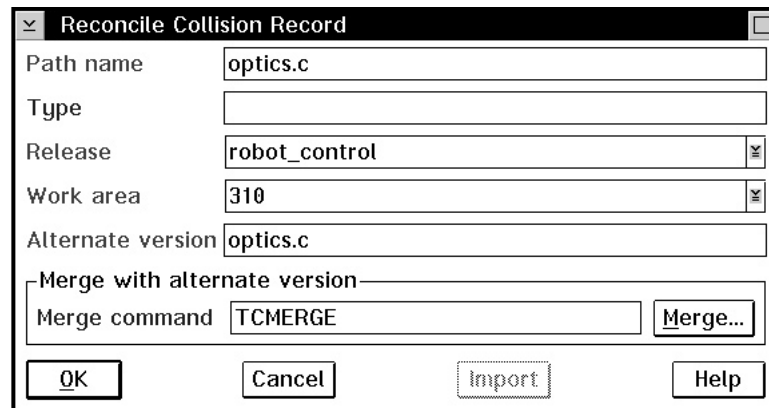 Reconcile Collision Record
Path name optics.c
Type
Release robot_control
Work area 310
Alternate version optics.c
Merge with alternate version
Merge command TCMERGE Merge...
OK Cancel Import Help